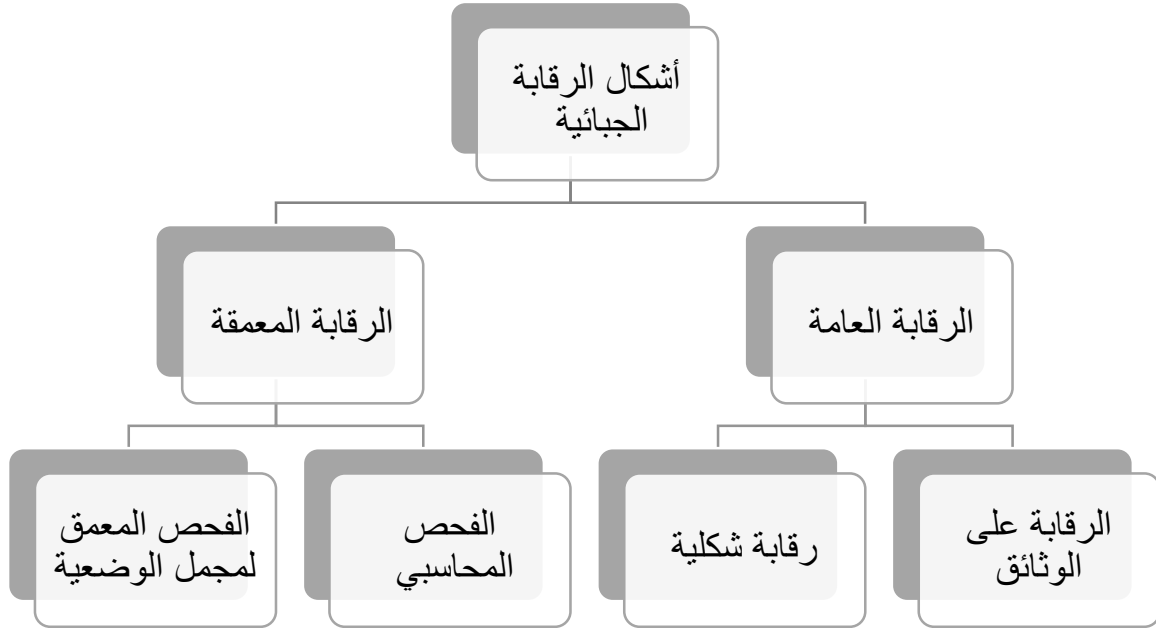 أشكال الرقابة
الجبائية
الرقابة العامة
الرقابة المعمقة
الرقابة على
الوثائق
رقابة شكلية
الفحص
المحاسبي
الفحص المعمق
لمجمل الوضعية